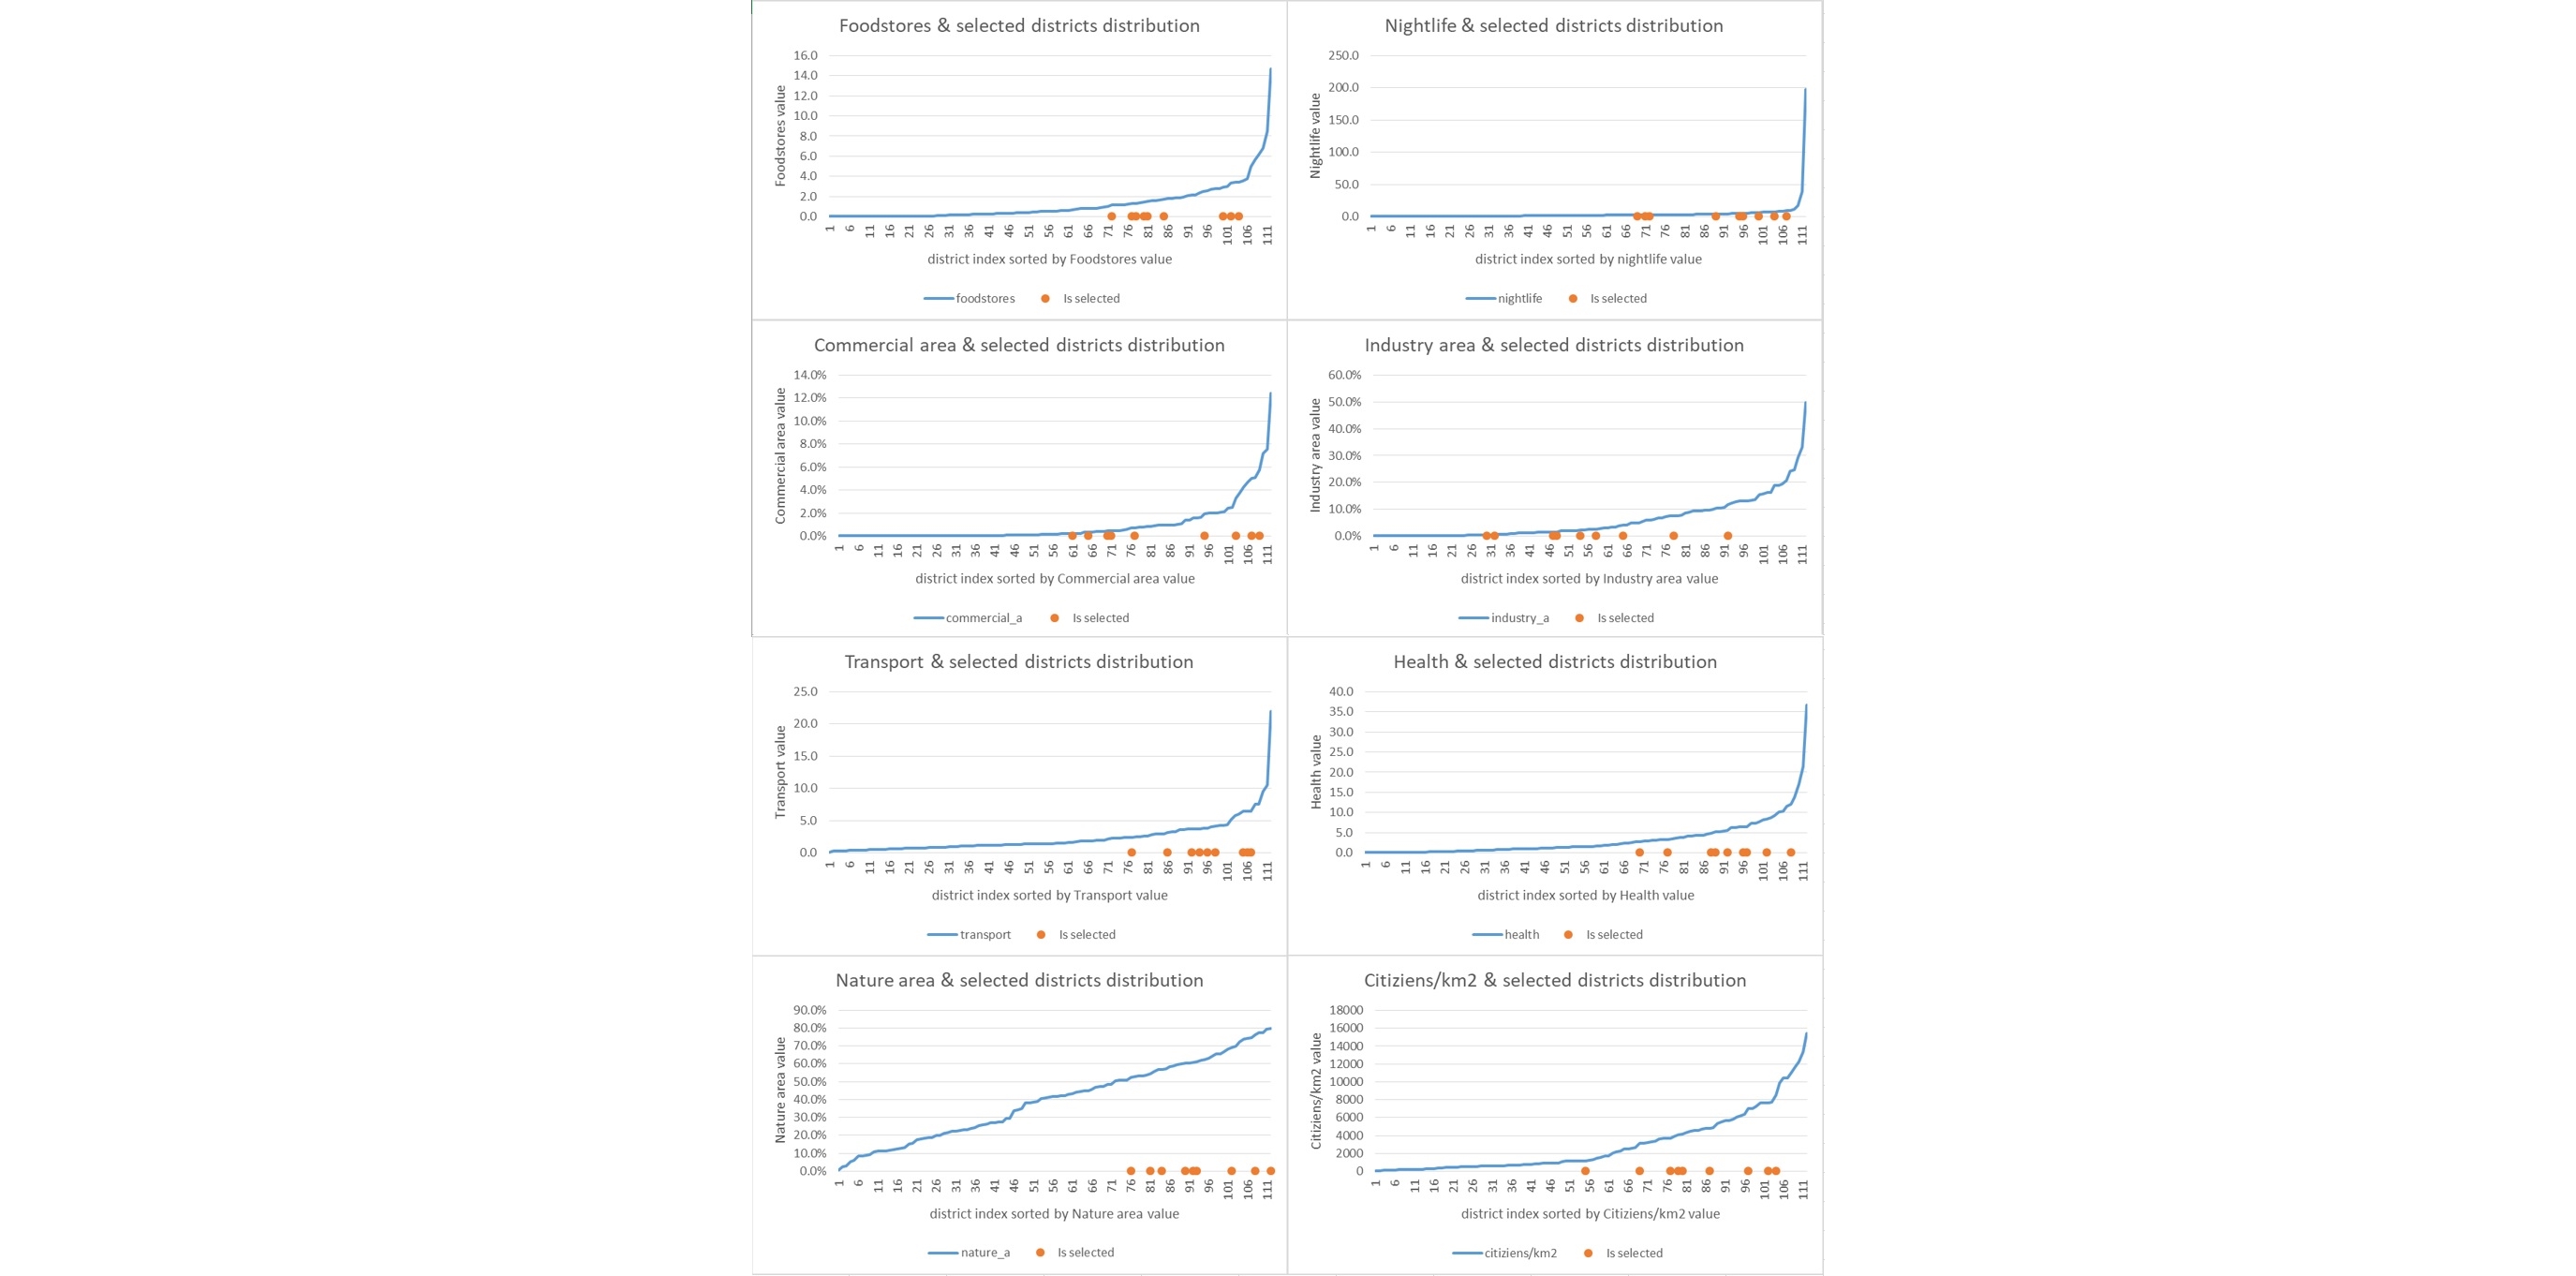 Foodstores & selected districts distribution
16.0
14.0
12.0
10.0
8.0
6.0
4.0
2.0
0.0
Foodstores value
1 6 11 16 21 26 31 36 41 46 51 56 61 66 71 76 81 86 91 96 101 106 111
district index sorted by Foodstores value
foodstores Is selected
Nightlife & selected districts distribution
250.0
200.0
150.0
100.0
50.0
0.0
Nightlife value
1 6 11 16 21 26 31 36 41 46 51 56 61 66 71 76 81 86 91 96 101 106 111
district index sorted by nightlife value
nightlife Is selected
Commercial area & selected districts distribution
14.0%
12.0%
10.0%
8.0%
6.0%
4.0%
2.0%
0.0%
Commercial area value
1 6 11 16 21 26 31 36 41 46 51 56 61 66 71 76 81 86 91 96 101 106 111
district index sorted by Commercial area value
commercial_a Is selected
Industry area & selected districts distribution
60.0%
50.0%
40.0%
30.0%
20.0%
10.0%
0.0%
Industry area value
1 6 11 16 21 26 31 36 41 46 51 56 61 66 71 76 81 86 91 96 101 106 111
district index sorted by Industry area value
industry_a Is selected
Transport & selected districts distribution
25.0
20.0
15.0
10.0
5.0
0.0
Transport value
1 6 11 16 21 26 31 36 41 46 51 56 61 66 71 76 81 86 91 96 101 106 111
district index sorted by Transport value
transport Is selected
Health & selected districts distribution
40.0
35.0
30.0
25.0
20.0
15.0
10.0
5.0
0.0
Health value
1 6 11 16 21 26 31 36 41 46 51 56 61 66 71 76 81 86 91 96 101 106 111
district index sorted by Health value
health Is selected
Nature area & selected districts distribution
90.0%
80.0%
70.0%
60.0%
50.0%
40.0%
30.0%
20.0%
10.0%
0.0%
Nature area value
1 6 11 16 21 26 31 36 41 46 51 56 61 66 71 76 81 86 91 96 101 106 111
district index sorted by Nature area value
nature_a Is selected
Citiziens/km2 & selected districts distribution
18000
16000
14000
12000
10000
8000
6000
4000
2000
0
Citiziens/km2 value
1 6 11 16 21 26 31 36 41 46 51 56 61 66 71 76 81 86 91 96 101 106 111
district index sorted by Citiziens/km2 value
citiziens/km2 Is selected